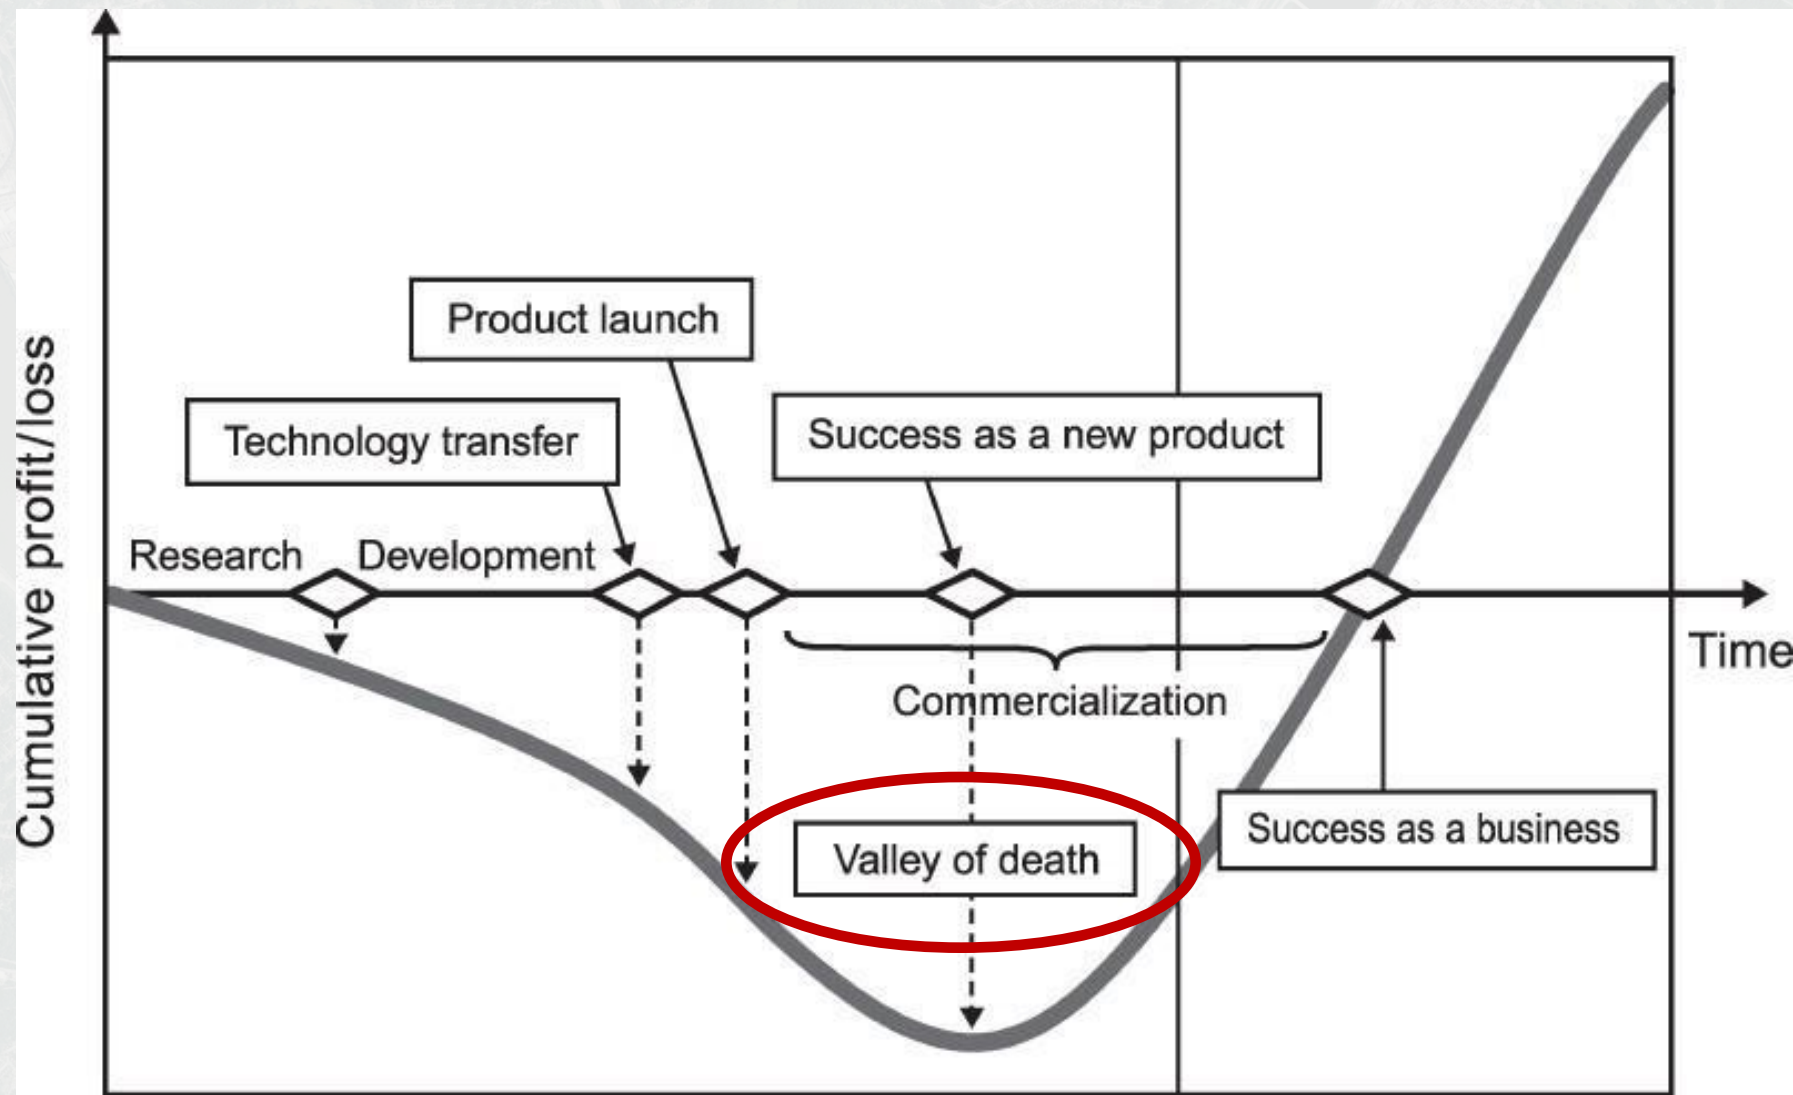 Product launch
Technology transfer
Success as a new product
Research
Development
Cumulative profit/loss
Time
Commercialization
Valley of death
Success as a business